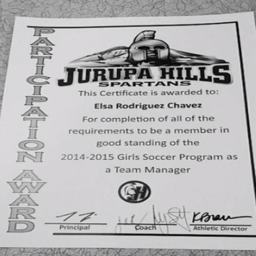 PARTICIPATION AWARD
JURUPA HILLS
SPARTANS
This Certificate is awarded to:
Elsa Rodriguez Chavez
For completion of all of the
requirements to be a member in
good standing of the
2014-2015 Girls Soccer Program as
a Team Manager
Principal
Coach
Athletic Director